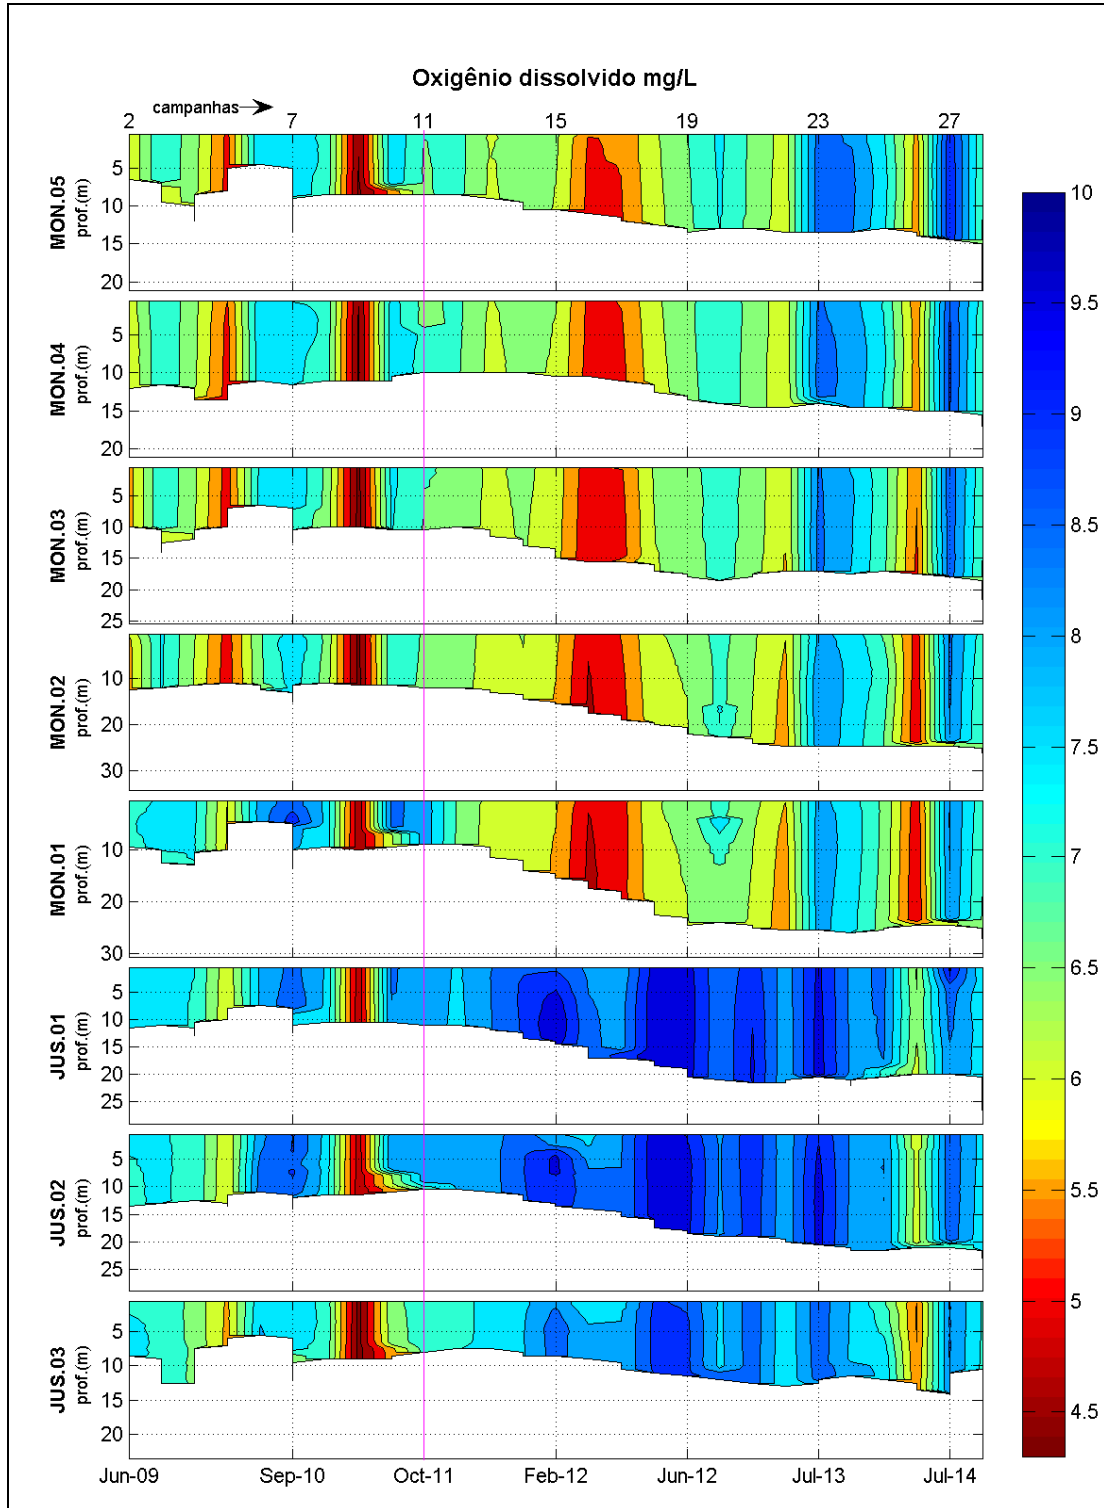 Oxigênio dissolvido mg/L
campanhas
2 7 11 15 19 23 27
MON.05
prof.(m)
5
10
15
20
MON.04
prof.(m)
5
10
15
20
MON.03
prof.(m)
5
10
15
20
25
MON.02
prof.(m)
10
20
30
MON.01
prof.(m)
10
20
30
JUS.01
prof.(m)
5
10
15
20
25
JUS.02
prof.(m)
5
10
15
20
25
JUS.03
prof.(m)
5
10
15
20
Jun-09 Sep-10 Oct-11 Feb-12 Jun-12 Jul-13 Jul-14
10
9.5
9
8.5
8
7.5
7
6.5
6
5.5
5
4.5